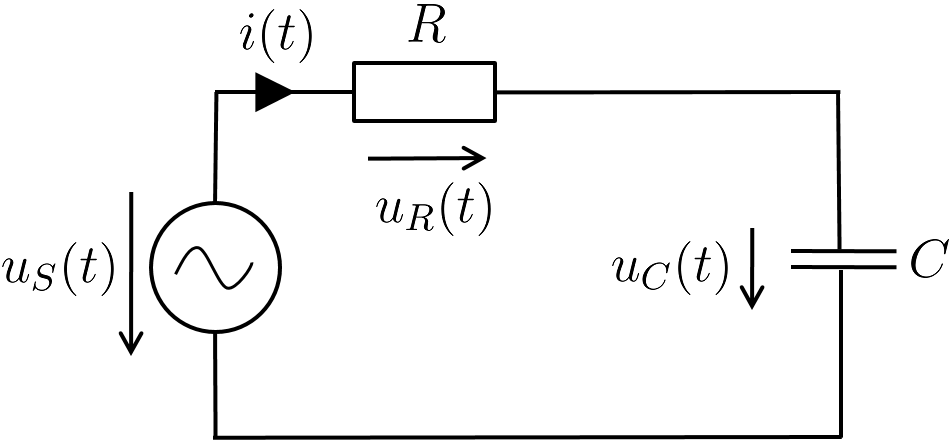 i(t)
R
u_R(t)
u_S(t)
u_C(t)
C